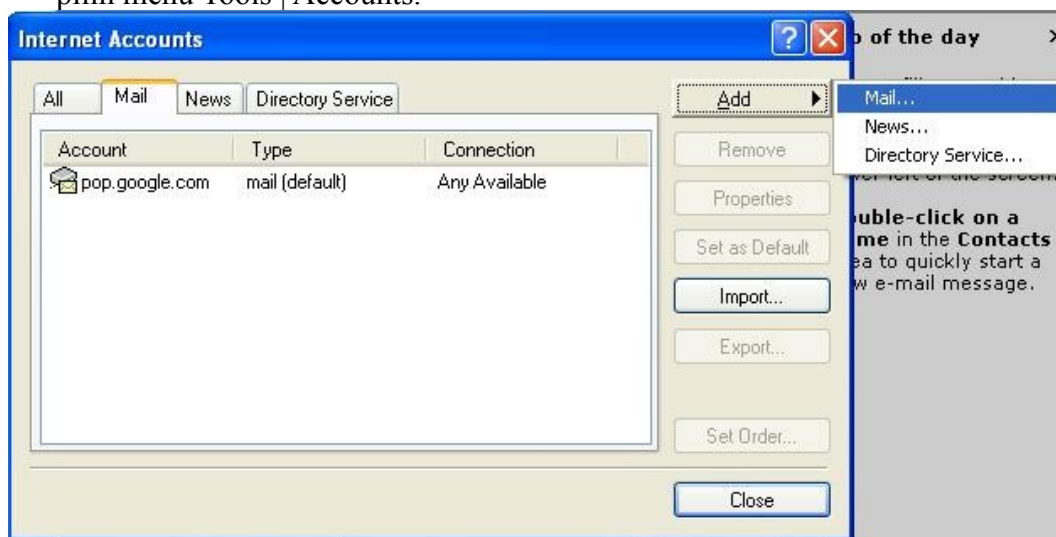 Tools | Accounts.
Internet Accounts
p of the day
All Mail News Directory Service
Add
Mail...
News...
Directory Service...
Account Type Connection
pop.google.com mail (default) Any Available
Remove
Properties
Set as Default
Import...
Export...
Set Order...
Close
uble-click on a
me in the Contacts
ea to quickly start a
w e-mail message.